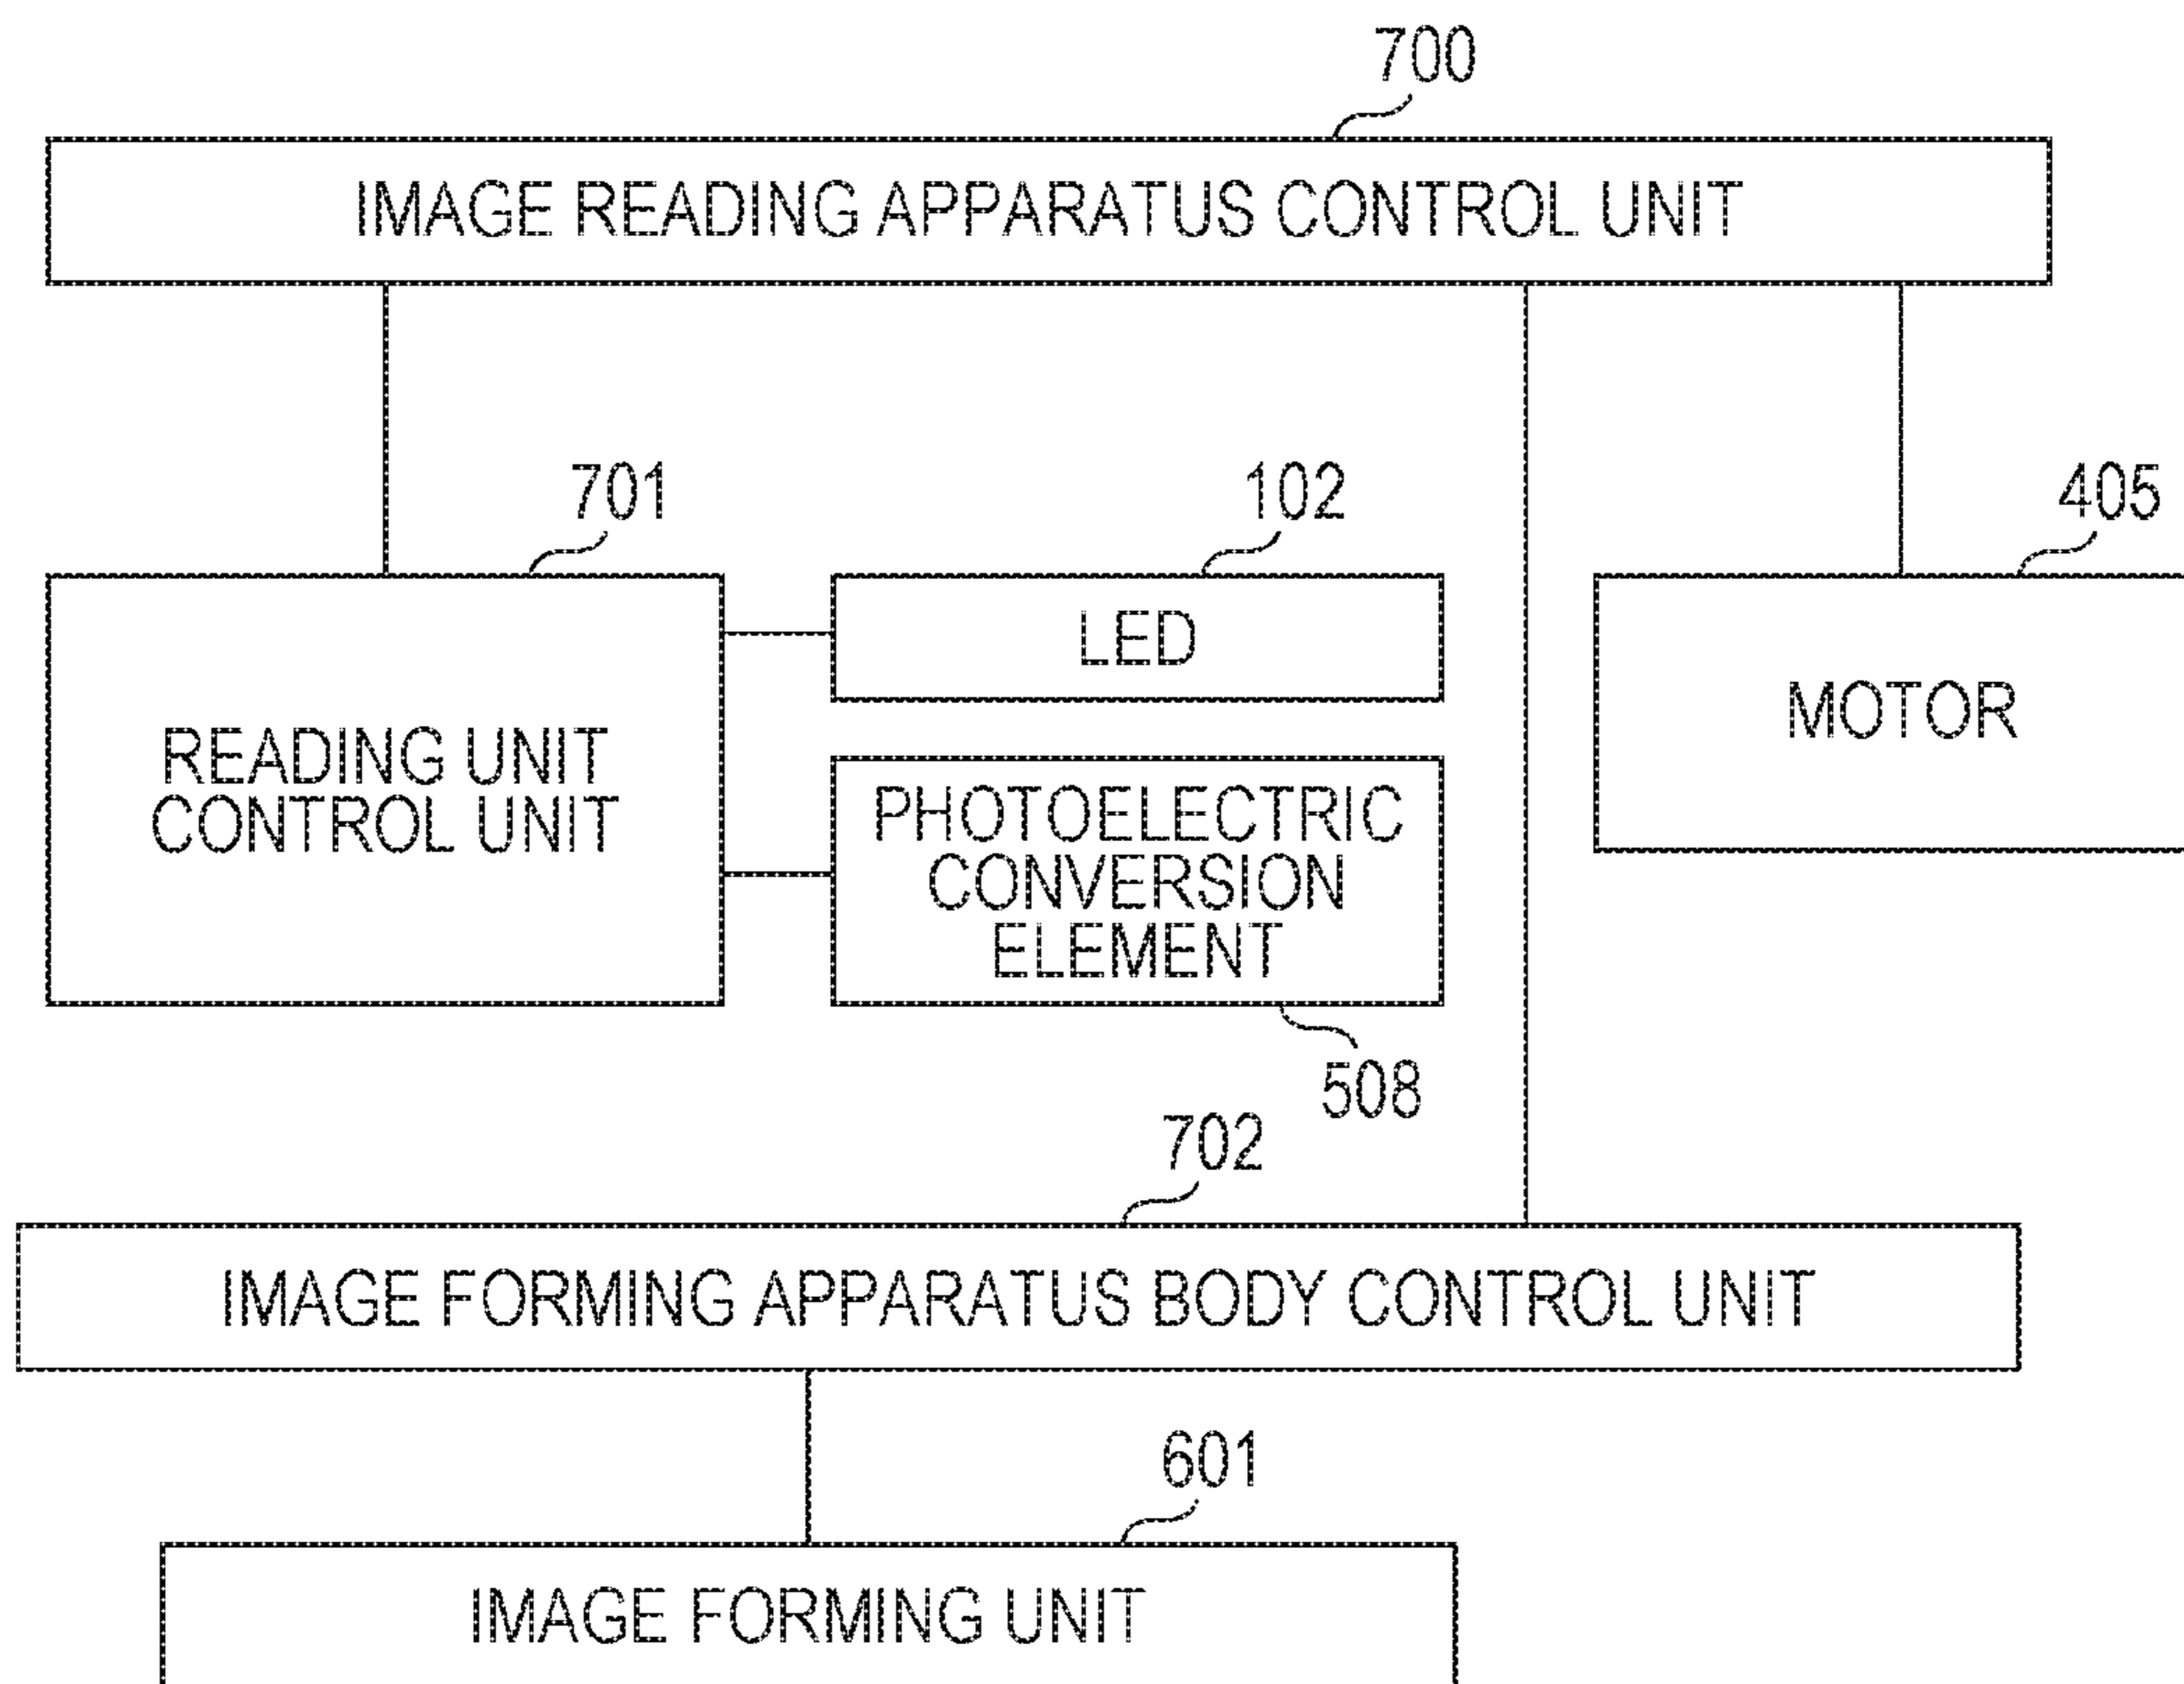 700
IMAGE READING APPARATUS CONTROL UNIT
701
102
405
LED
MOTOR
READING UNIT
CONTROL UNIT
PHOTOELECTRIC
CONVERSION
ELEMENT
508
702
IMAGE FORMING APPARATUS BODY CONTROL UNIT
601
IMAGE FORMING UNIT